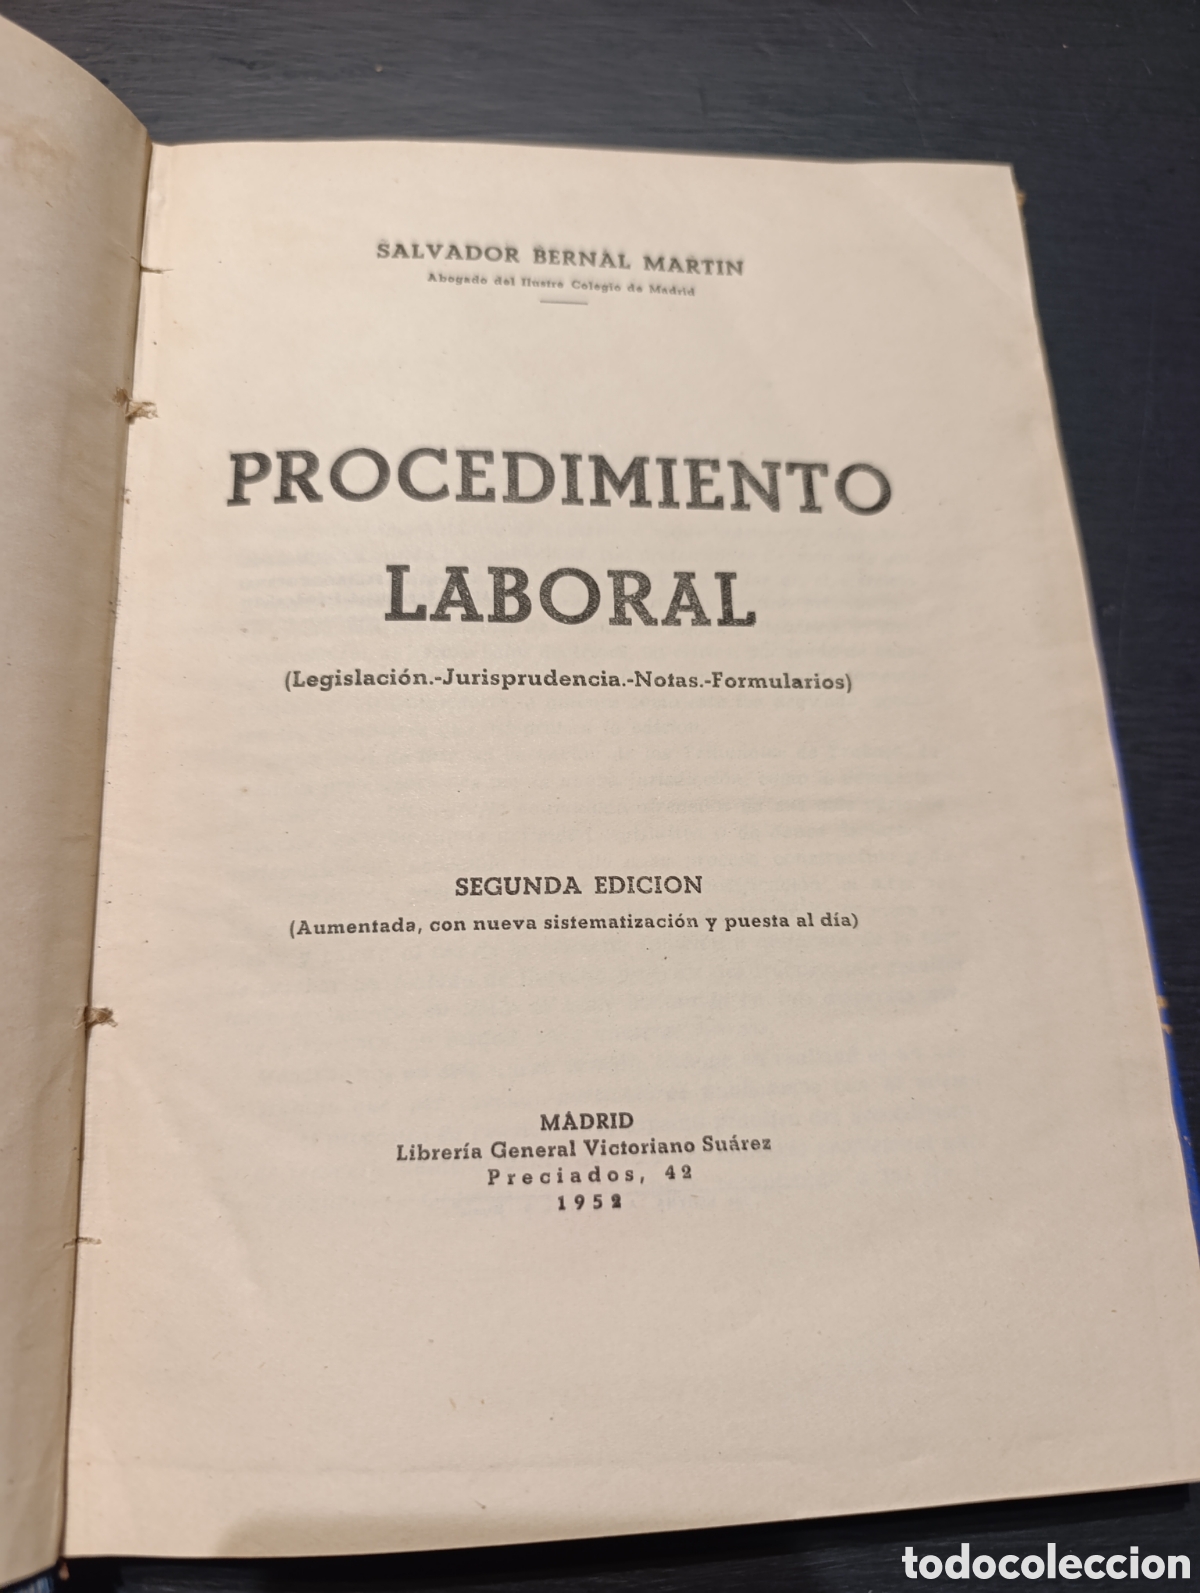 SALVADOR BERNAL MARTIN
Abogado del Ilustre Colegio de Madrid
PROCEDIMIENTO
LABORAL
(Legislación.-Jurisprudencia.-Notas.-Formularios)
SEGUNDA EDICION
(Aumentada, con nueva sistematización y puesta al día)
MADRID
Librería General Victoriano Suárez
Preciados, 42
1952
todocoleccion